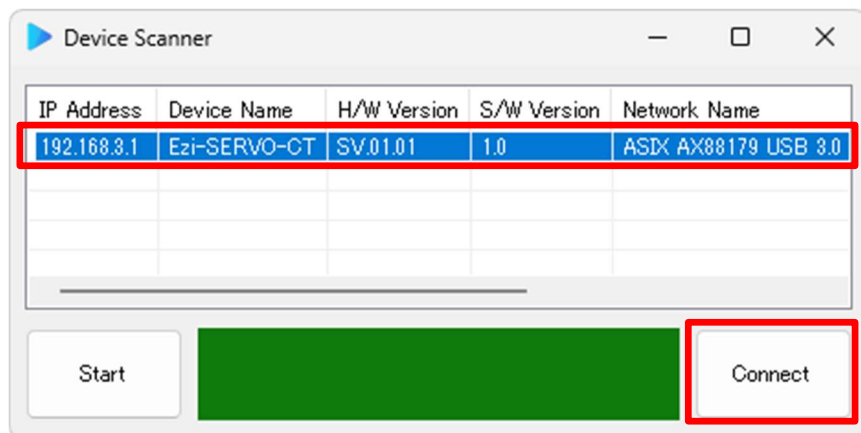 Device Scanner
IP Address Device Name H/W Version S/W Version Network Name
192.168.3.1 Ezi-SERVO-CT SV.01.01 1.0 ASIX AX88179 USB 3.0
Start Connect